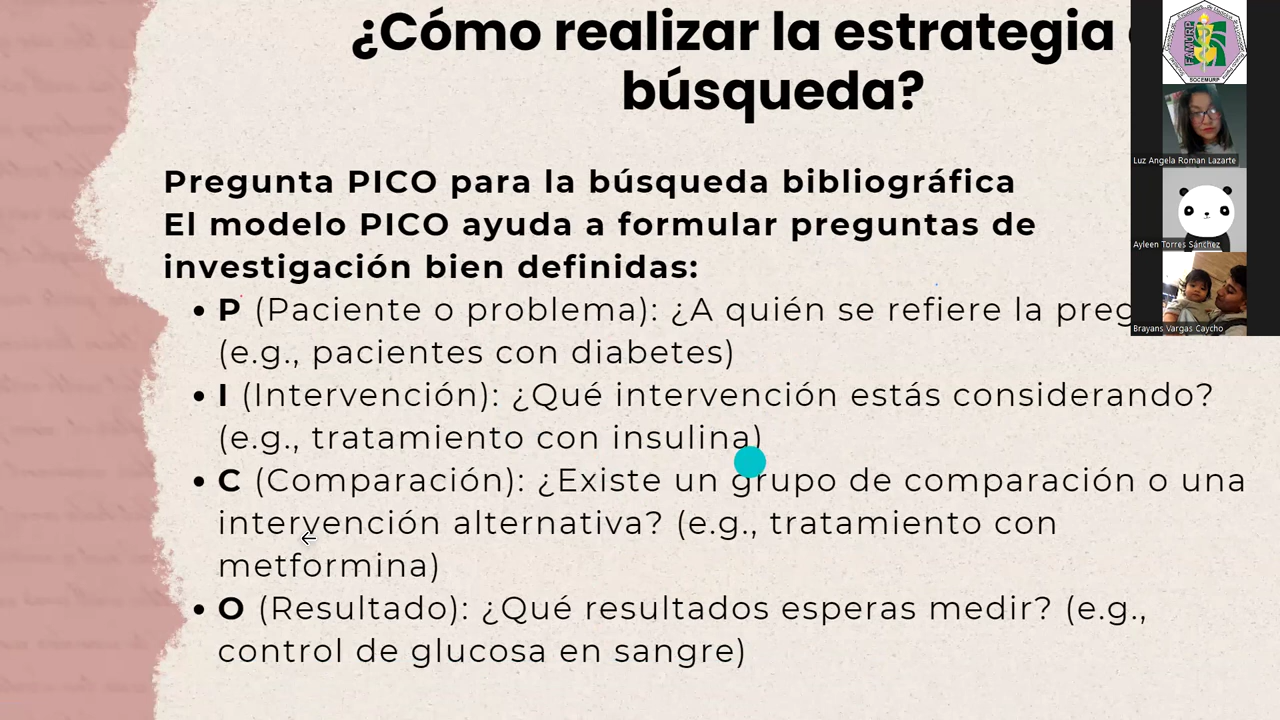 ¿Cómo realizar la estrategia
búsqueda?
Pregunta PICO para la búsqueda bibliográfica
El modelo PICO ayuda a formular preguntas de
investigación bien definidas:
• P (Paciente o problema): ¿A quién se refiere la preg
(e.g., pacientes con diabetes)
• I (Intervención): ¿Qué intervención estás considerando?
(e.g., tratamiento con insulina)
• C (Comparación): ¿Existe un grupo de comparación o una
intervención alternativa? (e.g., tratamiento con
metformina)
• O (Resultado): ¿Qué resultados esperas medir? (e.g.,
control de glucosa en sangre)
FAMURP
SOCEMURP
Luz Angela Roman Lazarte
Ayleen Torres Sánchez
Brayans Vargas Caycho